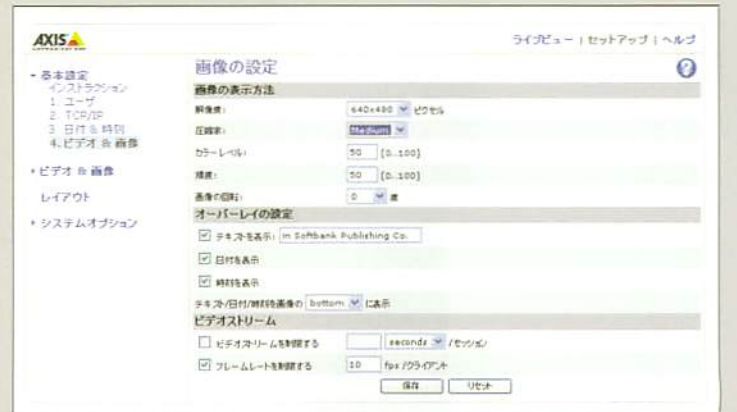 AXIS
ライブビュー | セットアップ | ヘルプ
基本設定
インストラクション
1. ユーザ
2. TCP/IP
3. 日付 & 時刻
4. ビデオ & 画像
ビデオ & 画像
レイアウト
システムオプション
画像の設定
?
画像の表示方法
解像度: 640x480 ピクセル
圧縮率: Medium
カラーレベル: 50 [0..100]
輝度: 50 [0..100]
画像の回転: 0 度
オーバーレイの設定
テキストを表示: in Softbank Publishing Co.
日付を表示
時刻を表示
テキスト/日付/時刻を画像の bottom に表示
ビデオストリーム
ビデオストリームを制限する seconds /セッション
フレームレートを制限する 10 fps /クライアント
保存 リセット